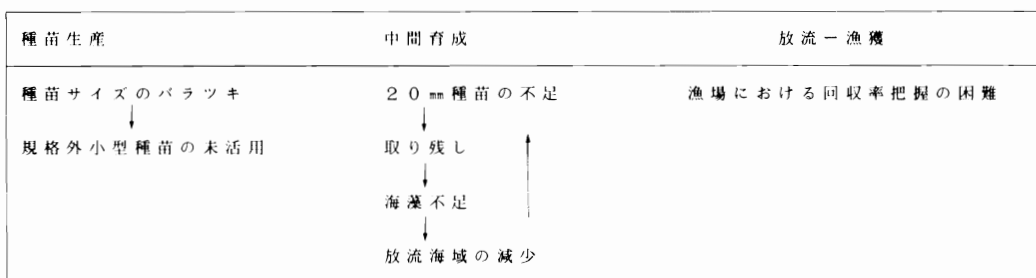 種苗生産 中間育成 放流ー漁獲
種苗サイズのバラツキ 20㎜種苗の不足 漁場における回収率把握の困難
規格外小型種苗の未活用 取り残し
海藻不足
放流海域の減少